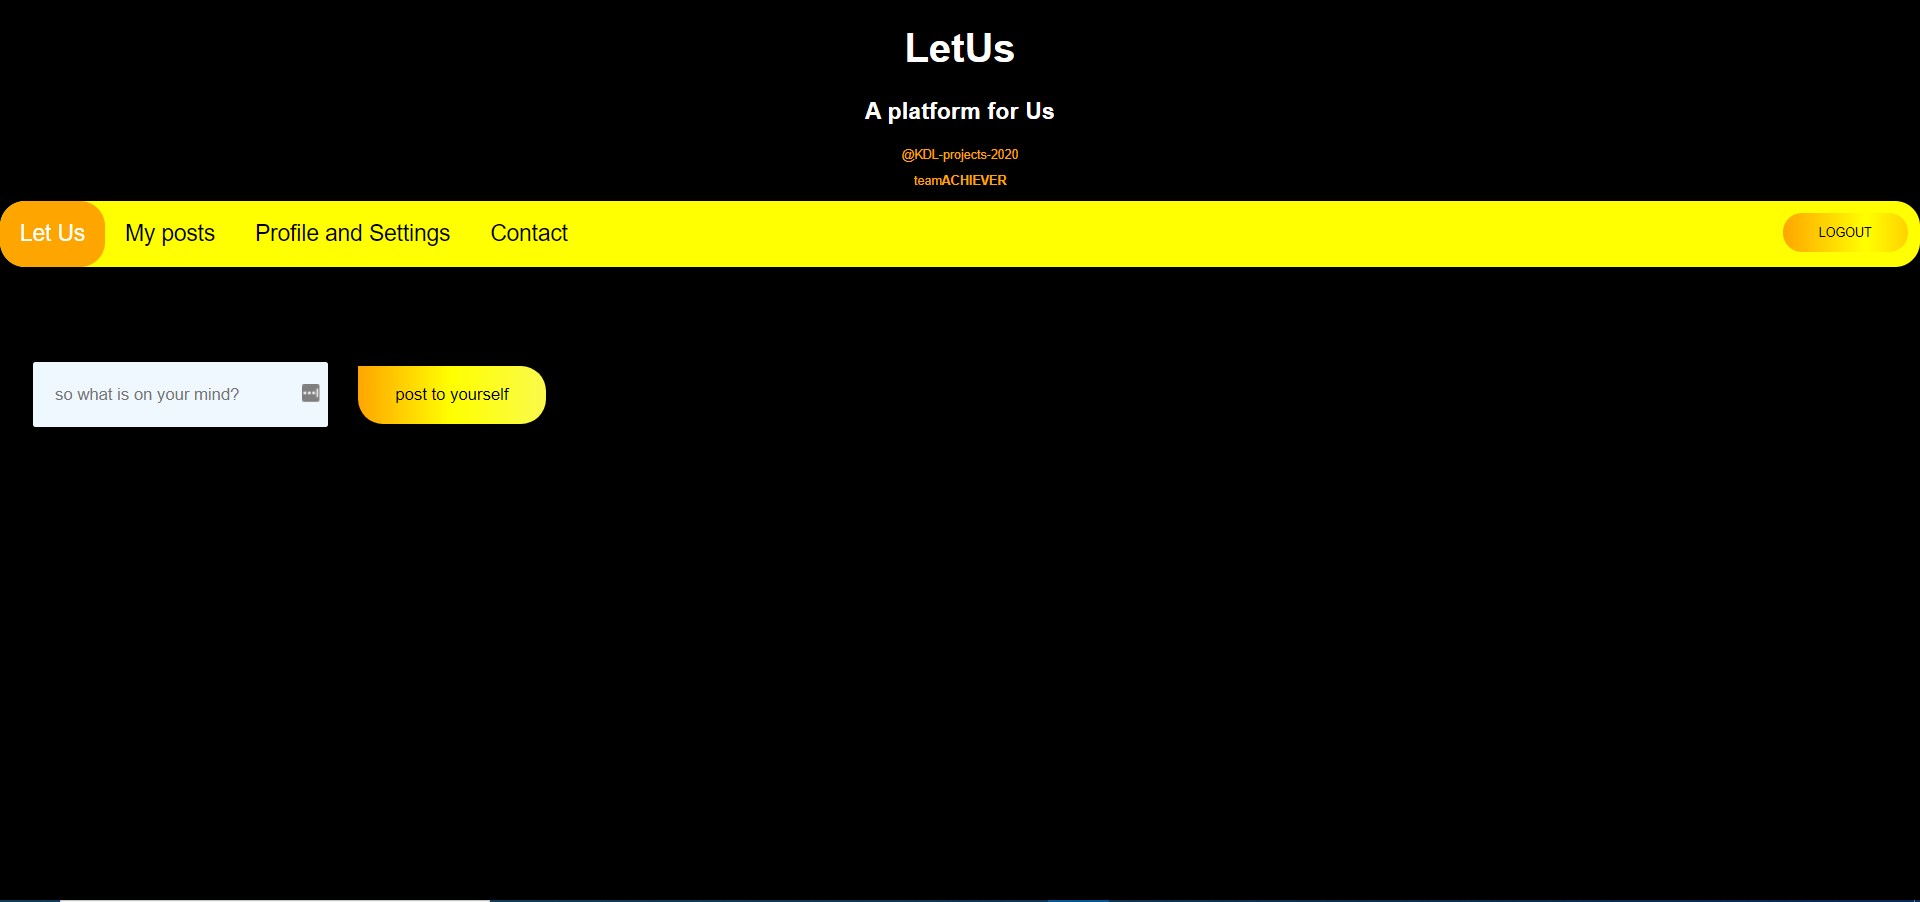 LetUs
A platform for Us
@KDL-projects-2020
teamACHIEVER
Let Us My posts Profile and Settings Contact LOGOUT
so what is on your mind? post to yourself